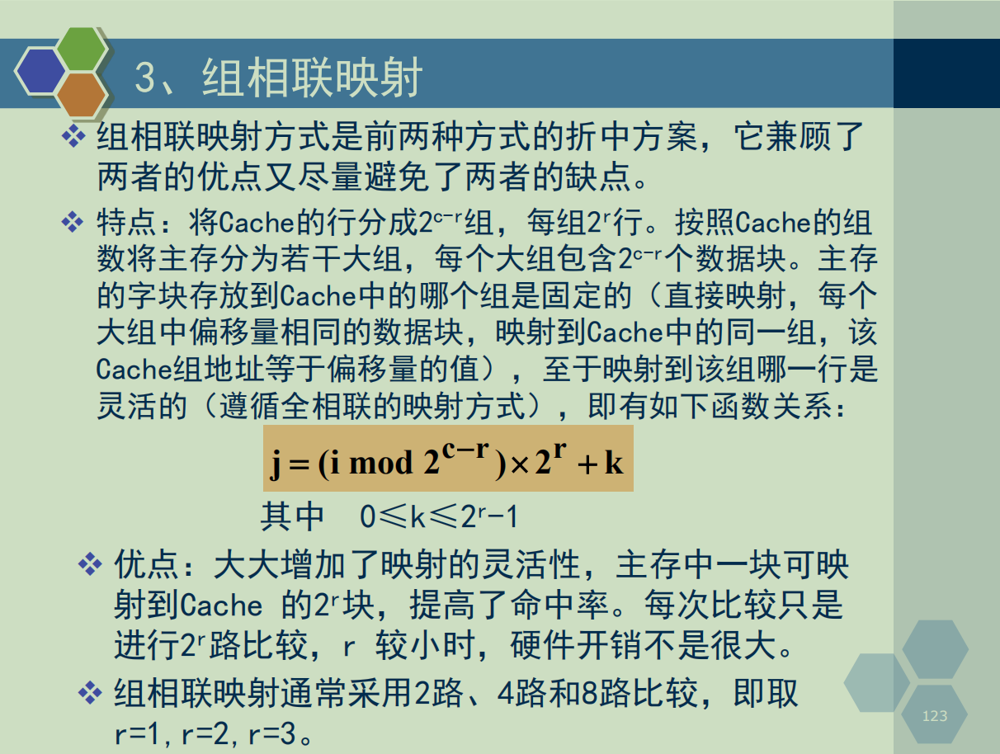 3、组相联映射
组相联映射方式是前两种方式的折中方案，它兼顾了
两者的优点又尽量避免了两者的缺点。
特点：将Cache的行分成2ᶜ⁻ʳ组，每组2ʳ行。按照Cache的组
数将主存分为若干大组，每个大组包含2ᶜ⁻ʳ个数据块。主存
的字块存放到Cache中的哪个组是固定的（直接映射，每个
大组中偏移量相同的数据块，映射到Cache中的同一组，该
Cache组地址等于偏移量的值），至于映射到该组哪一行是
灵活的（遵循全相联的映射方式），即有如下函数关系：
j = (i mod 2ᶜ⁻ʳ) × 2ʳ + k
其中 0≤k≤2ʳ-1
优点：大大增加了映射的灵活性，主存中一块可映
射到Cache 的2ʳ块，提高了命中率。每次比较只是
进行2ʳ路比较，r 较小时，硬件开销不是很大。
组相联映射通常采用2路、4路和8路比较，即取
r=1,r=2,r=3。
123